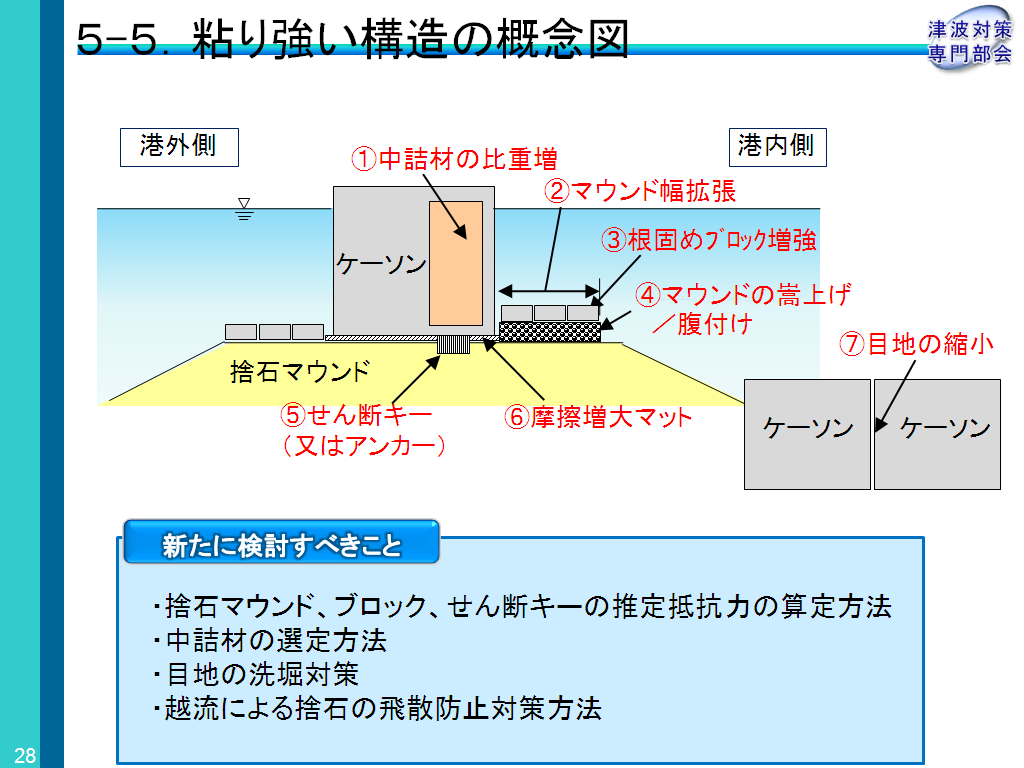 5-5．粘り強い構造の概念図
津波対策
専門部会
港外側
港内側
①中詰材の比重増
②マウンド幅拡張
③根固めﾌﾞﾛｯｸ増強
④マウンドの嵩上げ
／腹付け
⑦目地の縮小
ケーソン
捨石マウンド
⑤せん断キー
（又はアンカー）
⑥摩擦増大マット
ケーソン
ケーソン
新たに検討すべきこと
・捨石マウンド、ブロック、せん断キーの推定抵抗力の算定方法
・中詰材の選定方法
・目地の洗堀対策
・越流による捨石の飛散防止対策方法
28